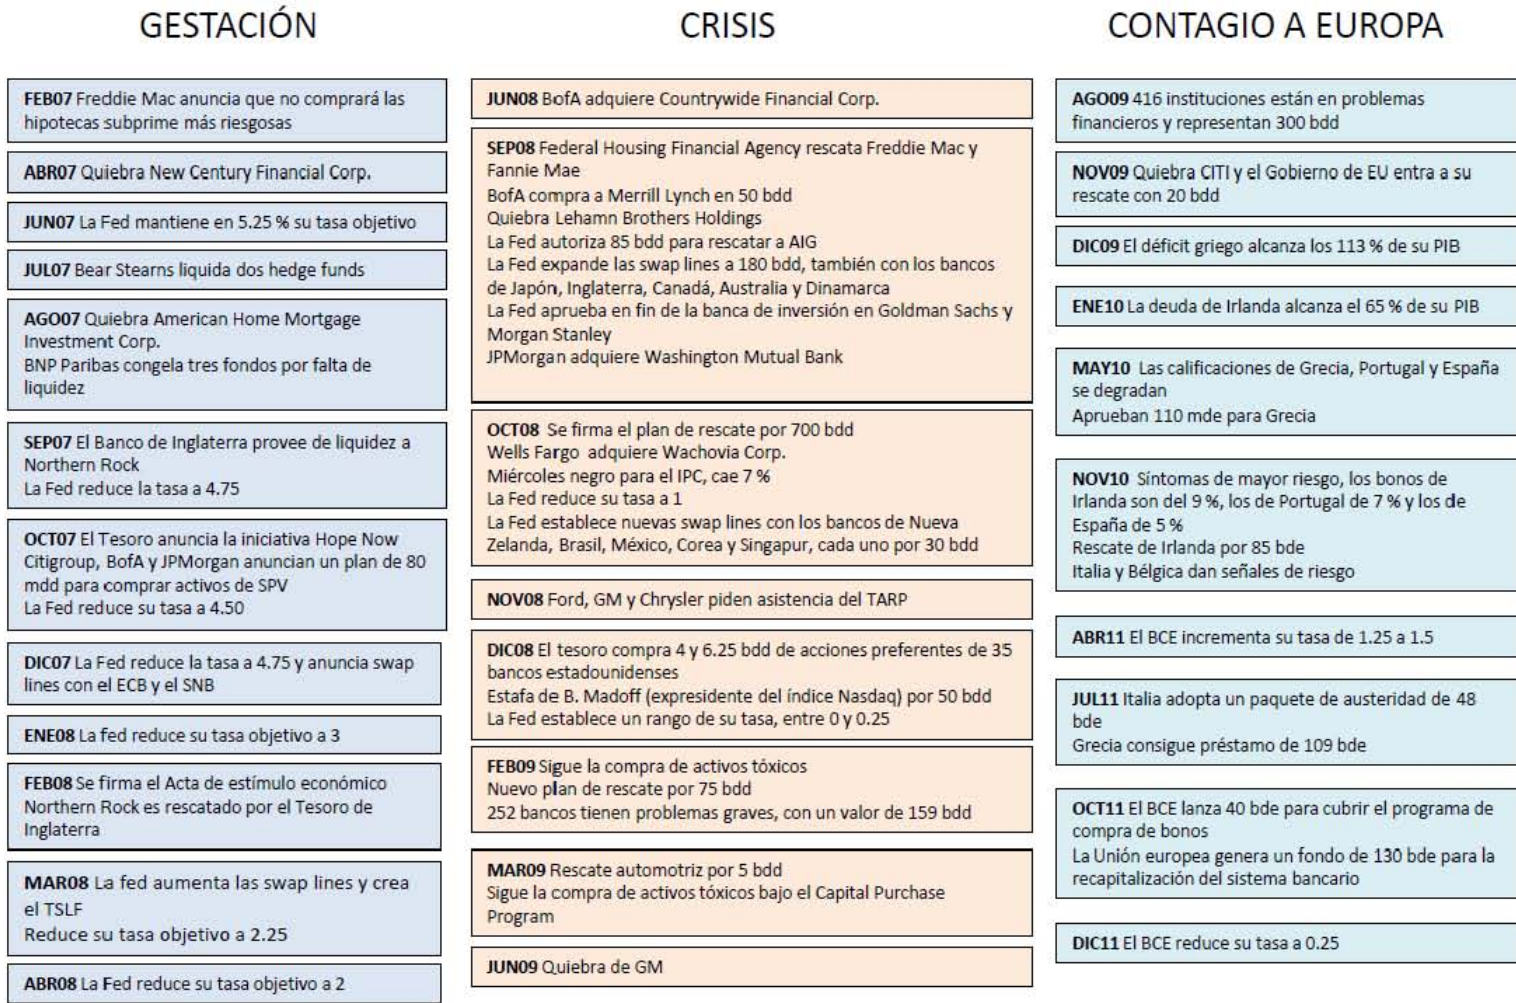 GESTACIÓN
FEB07 Freddie Mac anuncia que no comprará las
hipotecas subprime más riesgosas
ABR07 Quiebra New Century Financial Corp.
JUN07 La Fed mantiene en 5.25 % su tasa objetivo
JUL07 Bear Stearns liquida dos hedge funds
AGO07 Quiebra American Home Mortgage
Investment Corp.
BNP Paribas congela tres fondos por falta de
liquidez
SEP07 El Banco de Inglaterra provee de liquidez a
Northern Rock
La Fed reduce la tasa a 4.75
OCT07 El Tesoro anuncia la iniciativa Hope Now
Citigroup, BofA y JPMorgan anuncian un plan de 80
mdd para comprar activos de SPV
La Fed reduce su tasa a 4.50
DIC07 La Fed reduce la tasa a 4.75 y anuncia swap
lines con el ECB y el SNB
ENE08 La fed reduce su tasa objetivo a 3
FEB08 Se firma el Acta de estímulo económico
Northern Rock es rescatado por el Tesoro de
Inglaterra
MAR08 La fed aumenta las swap lines y crea
el TSLF
Reduce su tasa objetivo a 2.25
ABR08 La Fed reduce su tasa objetivo a 2
CRISIS
JUN08 BofA adquiere Countrywide Financial Corp.
SEP08 Federal Housing Financial Agency rescata Freddie Mac y
Fannie Mae
BofA compra a Merrill Lynch en 50 bdd
Quiebra Lehamn Brothers Holdings
La Fed autoriza 85 bdd para rescatar a AIG
La Fed expande las swap lines a 180 bdd, también con los bancos
de Japón, Inglaterra, Canadá, Australia y Dinamarca
La Fed aprueba en fin de la banca de inversión en Goldman Sachs y
Morgan Stanley
JPMorgan adquiere Washington Mutual Bank
OCT08 Se firma el plan de rescate por 700 bdd
Wells Fargo adquiere Wachovia Corp.
Miércoles negro para el IPC, cae 7 %
La Fed reduce su tasa a 1
La Fed establece nuevas swap lines con los bancos de Nueva
Zelanda, Brasil, México, Corea y Singapur, cada uno por 30 bdd
NOV08 Ford, GM y Chrysler piden asistencia del TARP
DIC08 El tesoro compra 4 y 6.25 bdd de acciones preferentes de 35
bancos estadounidenses
Estafa de B. Madoff (expresidente del índice Nasdaq) por 50 bdd
La Fed establece un rango de su tasa, entre 0 y 0.25
FEB09 Sigue la compra de activos tóxicos
Nuevo plan de rescate por 75 bdd
252 bancos tienen problemas graves, con un valor de 159 bdd
MAR09 Rescate automotriz por 5 bdd
Sigue la compra de activos tóxicos bajo el Capital Purchase
Program
JUN09 Quiebra de GM
CONTAGIO A EUROPA
AGO09 416 instituciones están en problemas
financieros y representan 300 bdd
NOV09 Quiebra CITI y el Gobierno de EU entra a su
rescate con 20 bdd
DIC09 El déficit griego alcanza los 113 % de su PIB
ENE10 La deuda de Irlanda alcanza el 65 % de su PIB
MAY10 Las calificaciones de Grecia, Portugal y España
se degradan
Aprueban 110 mde para Grecia
NOV10 Síntomas de mayor riesgo, los bonos de
Irlanda son del 9 %, los de Portugal de 7 % y los de
España de 5 %
Rescate de Irlanda por 85 bde
Italia y Bélgica dan señales de riesgo
ABR11 El BCE incrementa su tasa de 1.25 a 1.5
JUL11 Italia adopta un paquete de austeridad de 48
bde
Grecia consigue préstamo de 109 bde
OCT11 El BCE lanza 40 bde para cubrir el programa de
compra de bonos
La Unión europea genera un fondo de 130 bde para la
recapitalización del sistema bancario
DIC11 El BCE reduce su tasa a 0.25